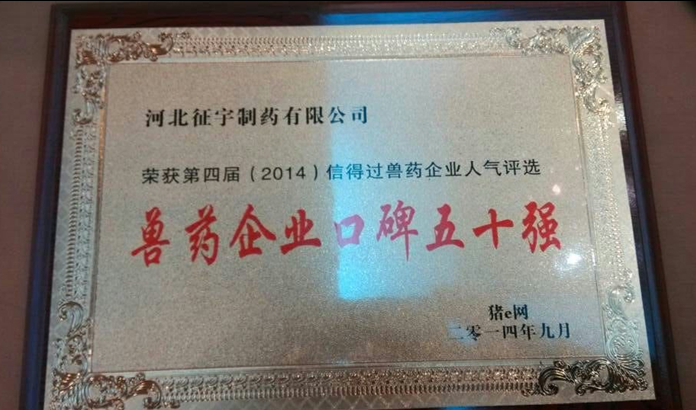 河北征宇制药有限公司
荣获第四届（2014）信得过兽药企业人气评选
兽药企业口碑五十强
猪e网
二零一四年九月